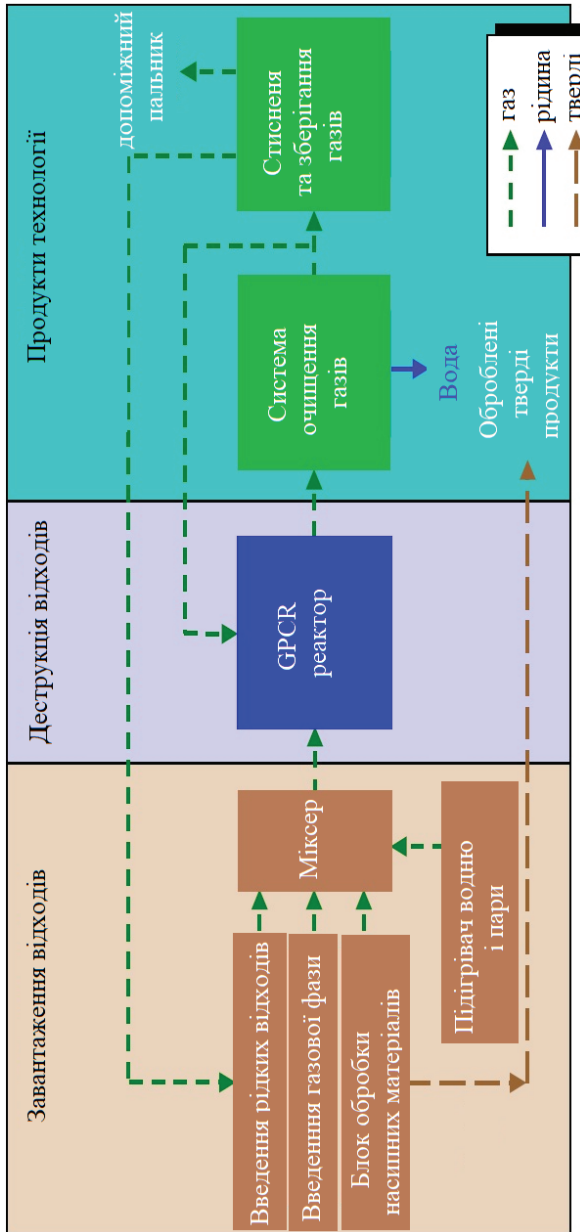 Завантаження відходів
Введення рідких відходів
Введенння газової фази
Блок обробки
насипних матеріалів
Міксер
Підігрівач водню
і пари
Деструкція відходів
GPCR
реактор
Продукти технології
допоміжний
пальник
Система
очищення
газів
Стисненя
та зберігання
газів
Вода
Оброблені
тверді
продукти
газ
рідина
тверді